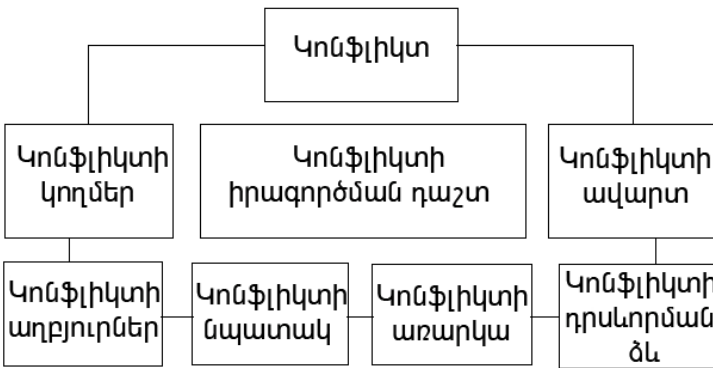 Կոնֆլիկտ
Կոնֆլիկտի
կողմեր
Կոնֆլիկտի
իրագործման դաշտ
Կոնֆլիկտի
ավարտ
Կոնֆլիկտի
աղբյուրներ
Կոնֆլիկտի
նպատակ
Կոնֆլիկտի
առարկա
Կոնֆլիկտի
դրսևորման
ձև